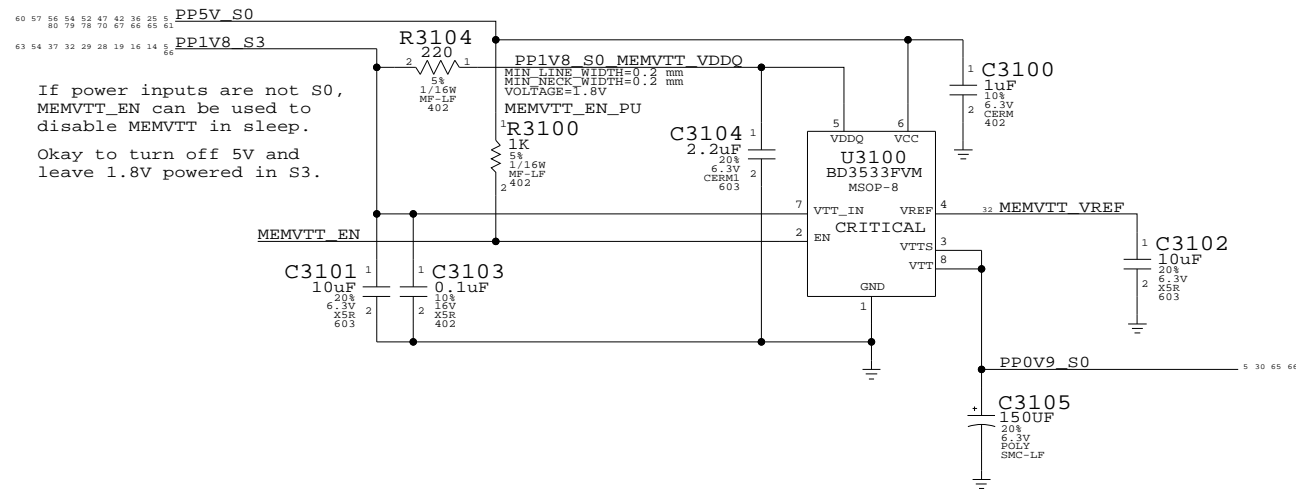 60 57 56 54 52 47 42 36 25 5 PP5V_S0
80 79 78 70 67 66 65 61
63 54 37 32 29 28 19 16 14 5 PP1V8_S3
66
If power inputs are not S0,
MEMVTT_EN can be used to
disable MEMVTT in sleep.
Okay to turn off 5V and
leave 1.8V powered in S3.
R3104
220
2 1
5%
1/16W
MF-LF
402
PP1V8_S0_MEMVTT_VDDQ
MIN_LINE_WIDTH=0.2 mm
MIN_NECK_WIDTH=0.2 mm
VOLTAGE=1.8V
MEMVTT_EN_PU
1
R3100
1K
5%
1/16W
MF-LF
402
2
C3104
2.2uF
20%
6.3V
CERM1
603
1
2
C3100
1uF
10%
6.3V
CERM
402
1
2
5 6
VDDQ VCC
U3100
BD3533FVM
MSOP-8
CRITICAL
7 VTT_IN
2 EN
VREF 4
VTTS 3
VTT 8
GND
1
MEMVTT_EN
32 MEMVTT_VREF
C3102
10uF
20%
6.3V
X5R
603
1
2
C3101
10uF
20%
6.3V
X5R
603
1
2
C3103
0.1uF
10%
16V
X5R
402
1
2
PP0V9_S0
5 30 65 66
+
C3105
150UF
20%
6.3V
POLY
SMC-LF